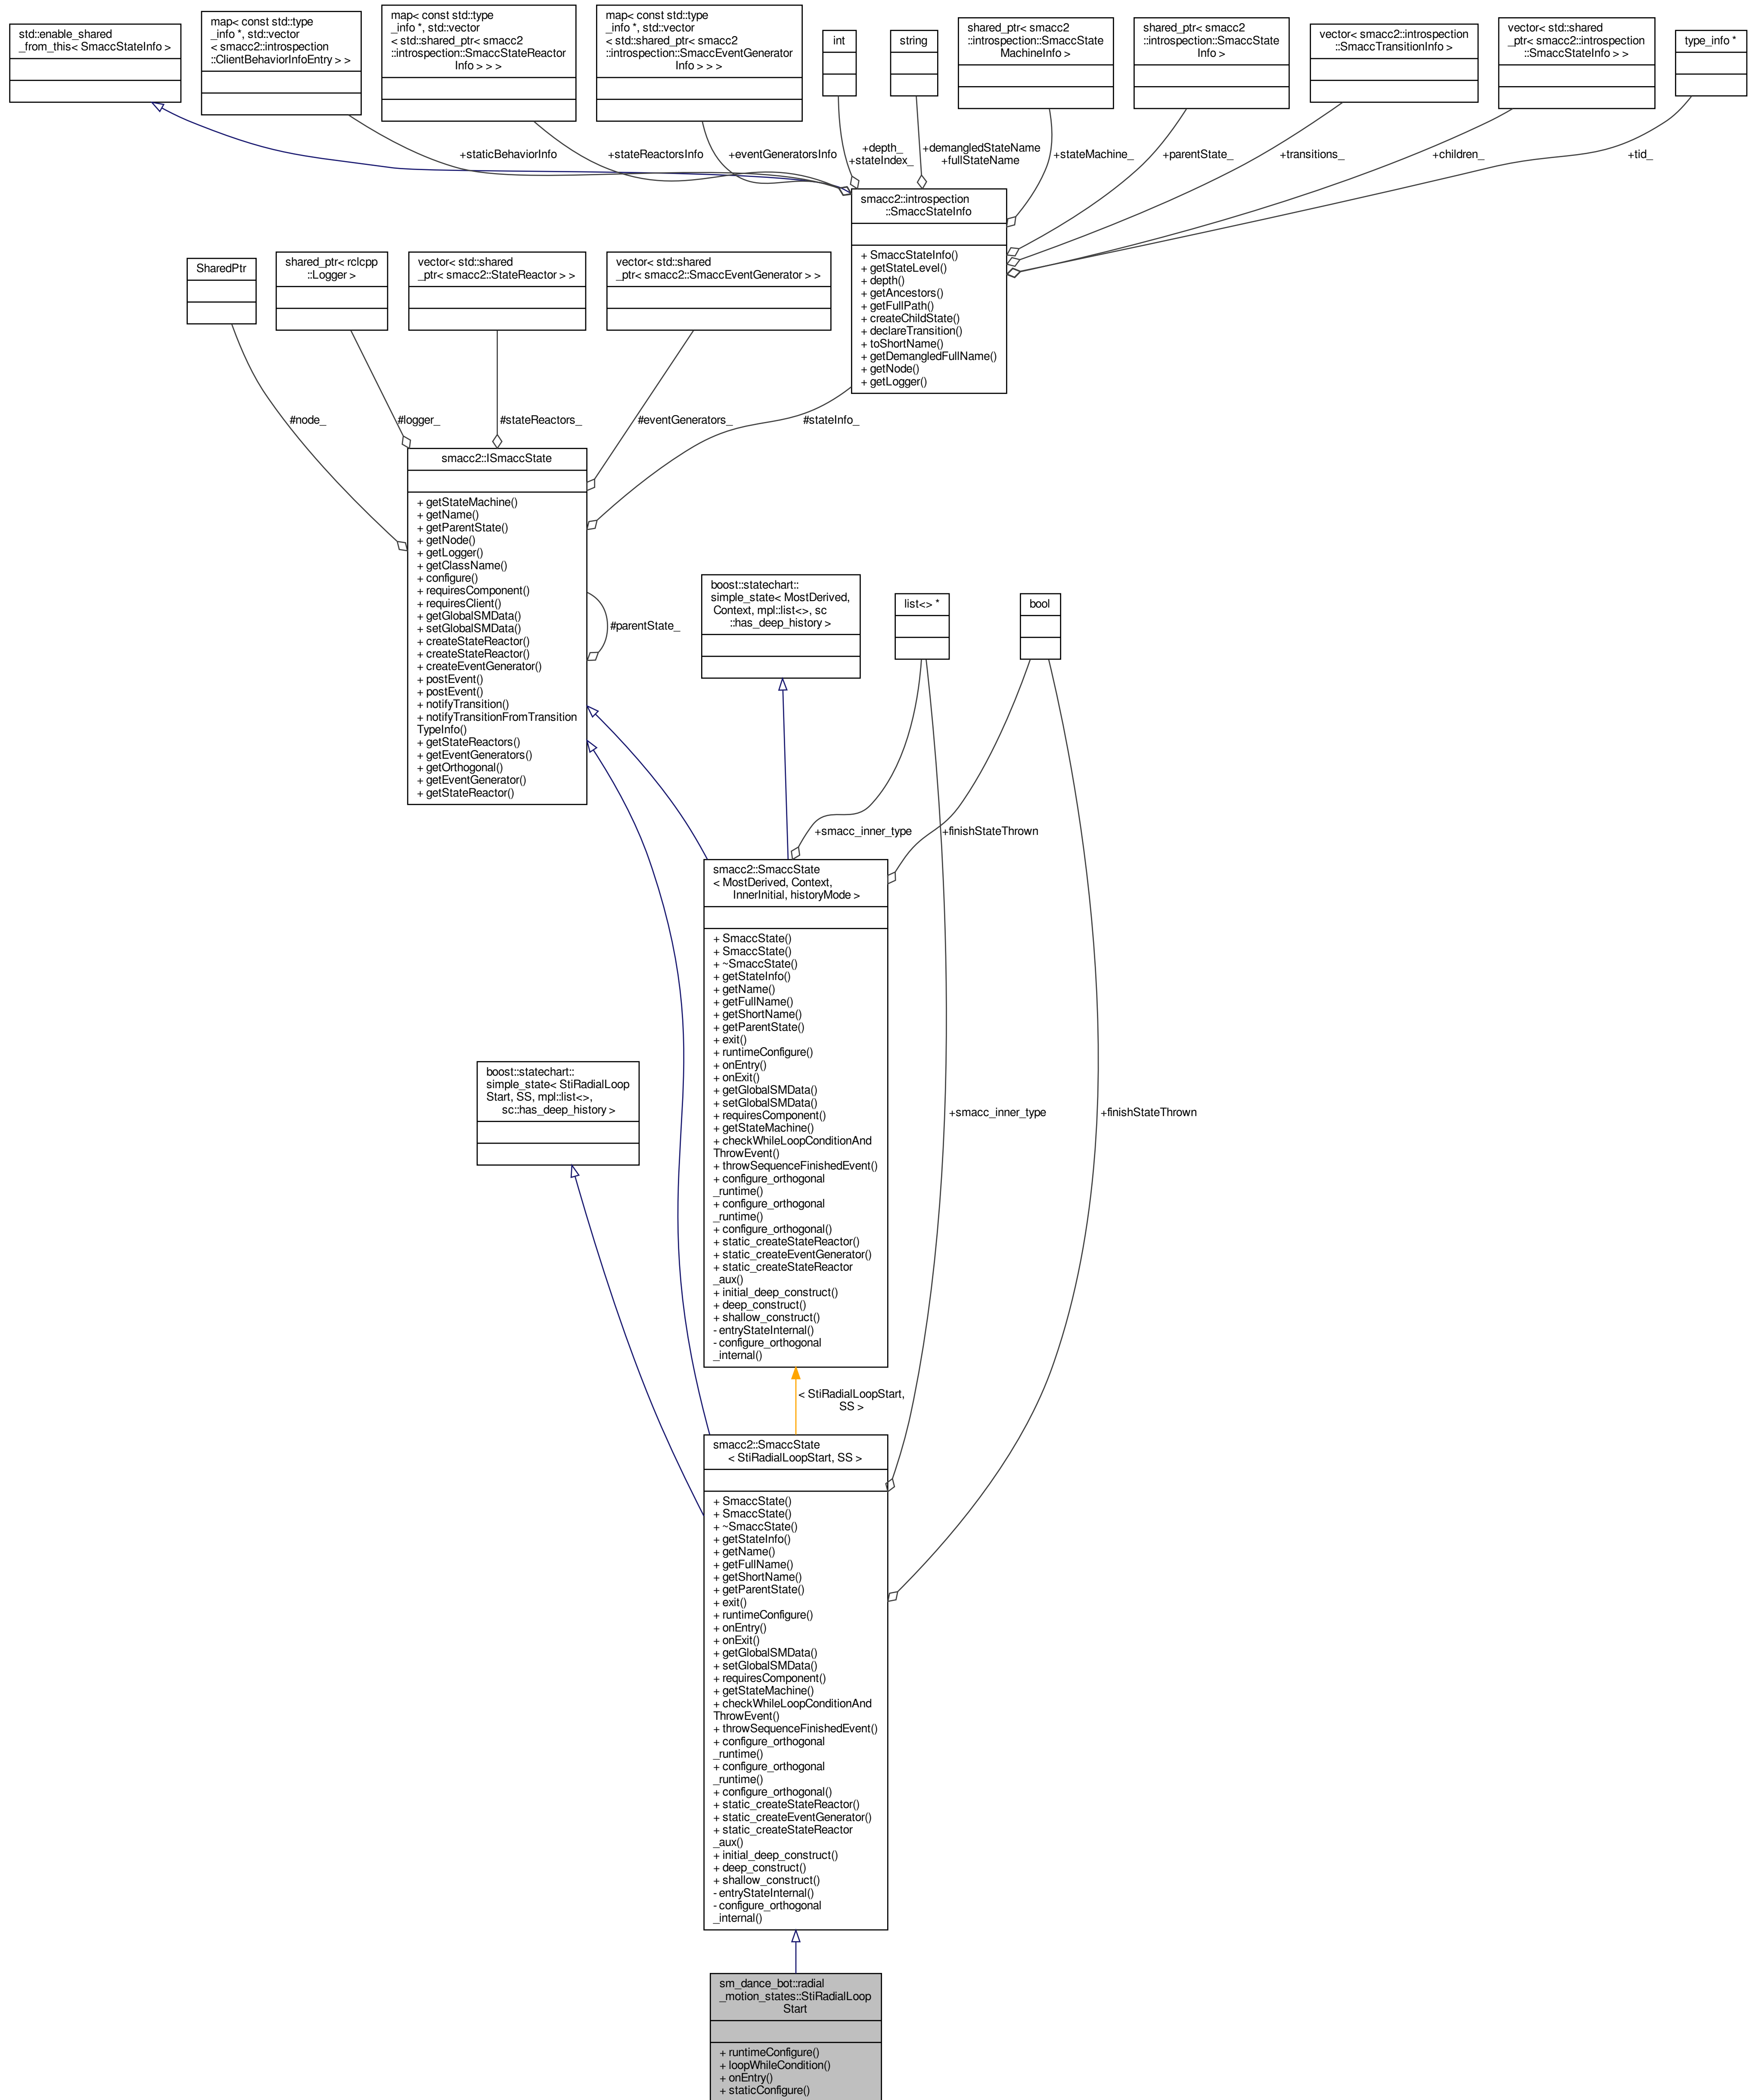 std::enable_shared
_from_this< SmaccStateInfo >
map< const std::type
_info *, std::vector
< smacc2::introspection
::ClientBehaviorInfoEntry > >
map< const std::type
_info *, std::vector
< std::shared_ptr< smacc2
::introspection::SmaccStateReactor
Info > > >
map< const std::type
_info *, std::vector
< std::shared_ptr< smacc2
::introspection::SmaccEventGenerator
Info > > >
int
string
shared_ptr< smacc2
::introspection::SmaccState
MachineInfo >
shared_ptr< smacc2
::introspection::SmaccState
Info >
vector< smacc2::introspection
::SmaccTransitionInfo >
vector< std::shared
_ptr< smacc2::introspection
::SmaccStateInfo > >
type_info *
+staticBehaviorInfo
+stateReactorsInfo
+eventGeneratorsInfo
+depth_
+stateIndex_
+demangledStateName
+fullStateName
+stateMachine_
+parentState_
+transitions_
+children_
+tid_
smacc2::introspection
::SmaccStateInfo
+ SmaccStateInfo()
+ getStateLevel()
+ depth()
+ getAncestors()
+ getFullPath()
+ createChildState()
+ declareTransition()
+ toShortName()
+ getDemangledFullName()
+ getNode()
+ getLogger()
SharedPtr
shared_ptr< rclcpp
::Logger >
vector< std::shared
_ptr< smacc2::StateReactor > >
vector< std::shared
_ptr< smacc2::SmaccEventGenerator > >
#node_
#logger_
#stateReactors_
#eventGenerators_
#stateInfo_
smacc2::ISmaccState
+ getStateMachine()
+ getName()
+ getParentState()
+ getNode()
+ getLogger()
+ getClassName()
+ configure()
+ requiresComponent()
+ requiresClient()
+ getGlobalSMData()
+ setGlobalSMData()
+ createStateReactor()
+ createStateReactor()
+ createEventGenerator()
+ postEvent()
+ postEvent()
+ notifyTransition()
+ notifyTransitionFromTransition
TypeInfo()
+ getStateReactors()
+ getEventGenerators()
+ getOrthogonal()
+ getEventGenerator()
+ getStateReactor()
#parentState_
boost::statechart::
simple_state< MostDerived,
Context, mpl::list<>, sc
::has_deep_history >
list<> *
bool
+smacc_inner_type
+finishStateThrown
smacc2::SmaccState
< MostDerived, Context,
InnerInitial, historyMode >
+ SmaccState()
+ SmaccState()
+ ~SmaccState()
+ getStateInfo()
+ getName()
+ getFullName()
+ getShortName()
+ getParentState()
+ exit()
+ runtimeConfigure()
+ onEntry()
+ onExit()
+ getGlobalSMData()
+ setGlobalSMData()
+ requiresComponent()
+ getStateMachine()
+ checkWhileLoopConditionAnd
ThrowEvent()
+ throwSequenceFinishedEvent()
+ configure_orthogonal
_runtime()
+ configure_orthogonal
_runtime()
+ configure_orthogonal()
+ static_createStateReactor()
+ static_createEventGenerator()
+ static_createStateReactor
_aux()
+ initial_deep_construct()
+ deep_construct()
+ shallow_construct()
- entryStateInternal()
- configure_orthogonal
_internal()
boost::statechart::
simple_state< StiRadialLoop
Start, SS, mpl::list<>,
sc::has_deep_history >
+smacc_inner_type
+finishStateThrown
< StiRadialLoopStart,
SS >
smacc2::SmaccState
< StiRadialLoopStart, SS >
+ SmaccState()
+ SmaccState()
+ ~SmaccState()
+ getStateInfo()
+ getName()
+ getFullName()
+ getShortName()
+ getParentState()
+ exit()
+ runtimeConfigure()
+ onEntry()
+ onExit()
+ getGlobalSMData()
+ setGlobalSMData()
+ requiresComponent()
+ getStateMachine()
+ checkWhileLoopConditionAnd
ThrowEvent()
+ throwSequenceFinishedEvent()
+ configure_orthogonal
_runtime()
+ configure_orthogonal
_runtime()
+ configure_orthogonal()
+ static_createStateReactor()
+ static_createEventGenerator()
+ static_createStateReactor
_aux()
+ initial_deep_construct()
+ deep_construct()
+ shallow_construct()
- entryStateInternal()
- configure_orthogonal
_internal()
sm_dance_bot::radial
_motion_states::StiRadialLoop
Start
+ runtimeConfigure()
+ loopWhileCondition()
+ onEntry()
+ staticConfigure()